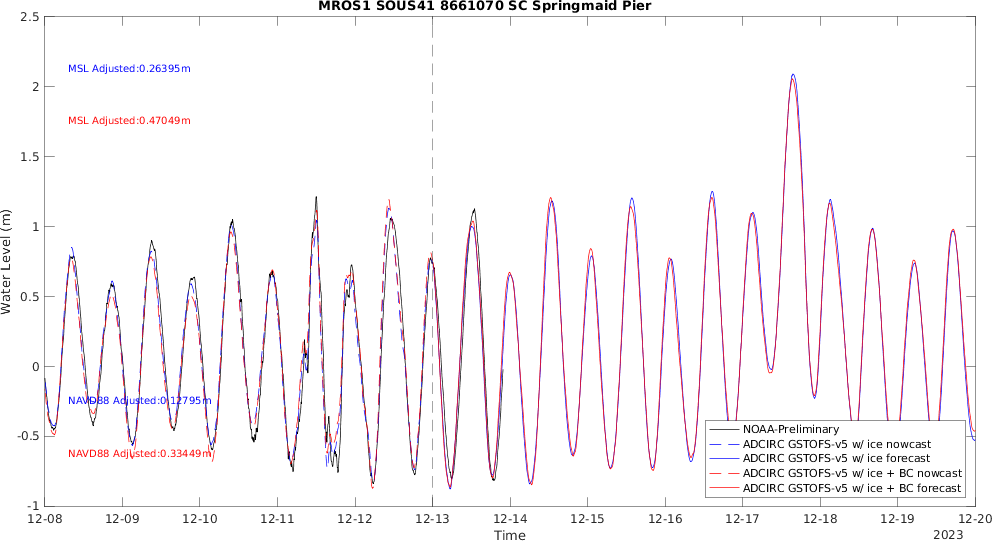 MROS1 SOUS41 8661070 SC Springmaid Pier
2.5
2
1.5
1
0.5
0
-0.5
-1
Water Level (m)
MSL Adjusted:0.26395m
MSL Adjusted:0.47049m
NAVD88 Adjusted:0.12795m
NAVD88 Adjusted:0.33449m
NOAA-Preliminary
ADCIRC GSTOFS-v5 w/ ice nowcast
ADCIRC GSTOFS-v5 w/ ice forecast
ADCIRC GSTOFS-v5 w/ ice + BC nowcast
ADCIRC GSTOFS-v5 w/ ice + BC forecast
12-08 12-09 12-10 12-11 12-12 12-13 12-14 12-15 12-16 12-17 12-18 12-19 12-20
Time
2023